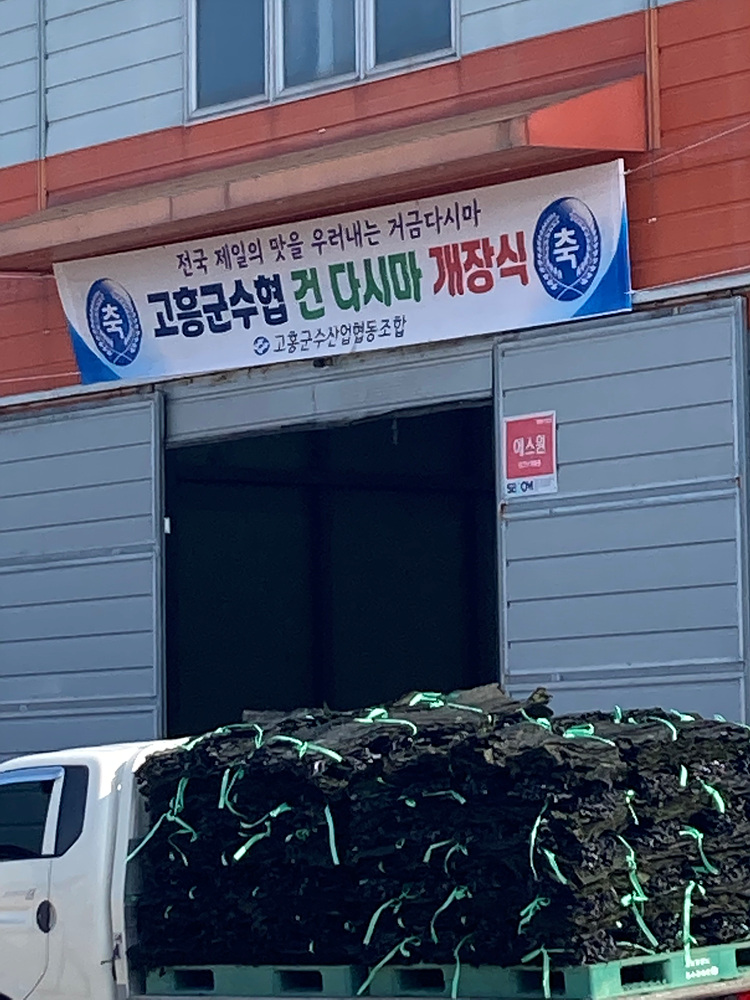 전국 제일의 맛을 우러내는 거금다시마
축 고흥군수협 건 다시마 개장식 축
고흥군수산업협동조합
에스원
SECOM